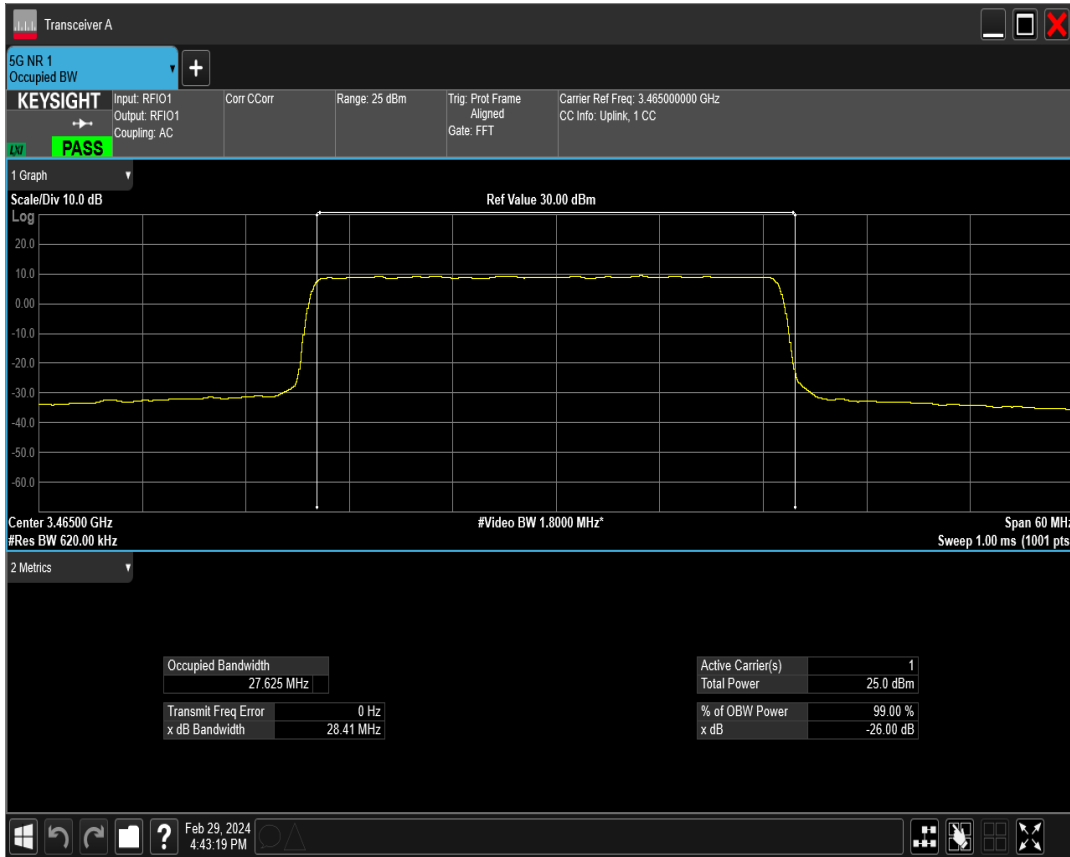 Transceiver A
5G NR 1
Occupied BW
KEYSIGHT
LXI
PASS
Input: RFIO1
Output: RFIO1
Coupling: AC
Corr CCorr
Range: 25 dBm
Trig: Prot Frame
Aligned
Gate: FFT
Carrier Ref Freq: 3.465000000 GHz
CC Info: Uplink, 1 CC
1 Graph
Scale/Div 10.0 dB
Ref Value 30.00 dBm
Log
20.0
10.0
0.00
-10.0
-20.0
-30.0
-40.0
-50.0
-60.0
Center 3.46500 GHz
#Video BW 1.8000 MHz*
Span 60 MHz
#Res BW 620.00 kHz
Sweep 1.00 ms (1001 pts
2 Metrics
Occupied Bandwidth
27.625 MHz
Transmit Freq Error 0 Hz
x dB Bandwidth 28.41 MHz
Active Carrier(s) 1
Total Power 25.0 dBm
% of OBW Power 99.00 %
x dB -26.00 dB
?
Feb 29, 2024
4:43:19 PM